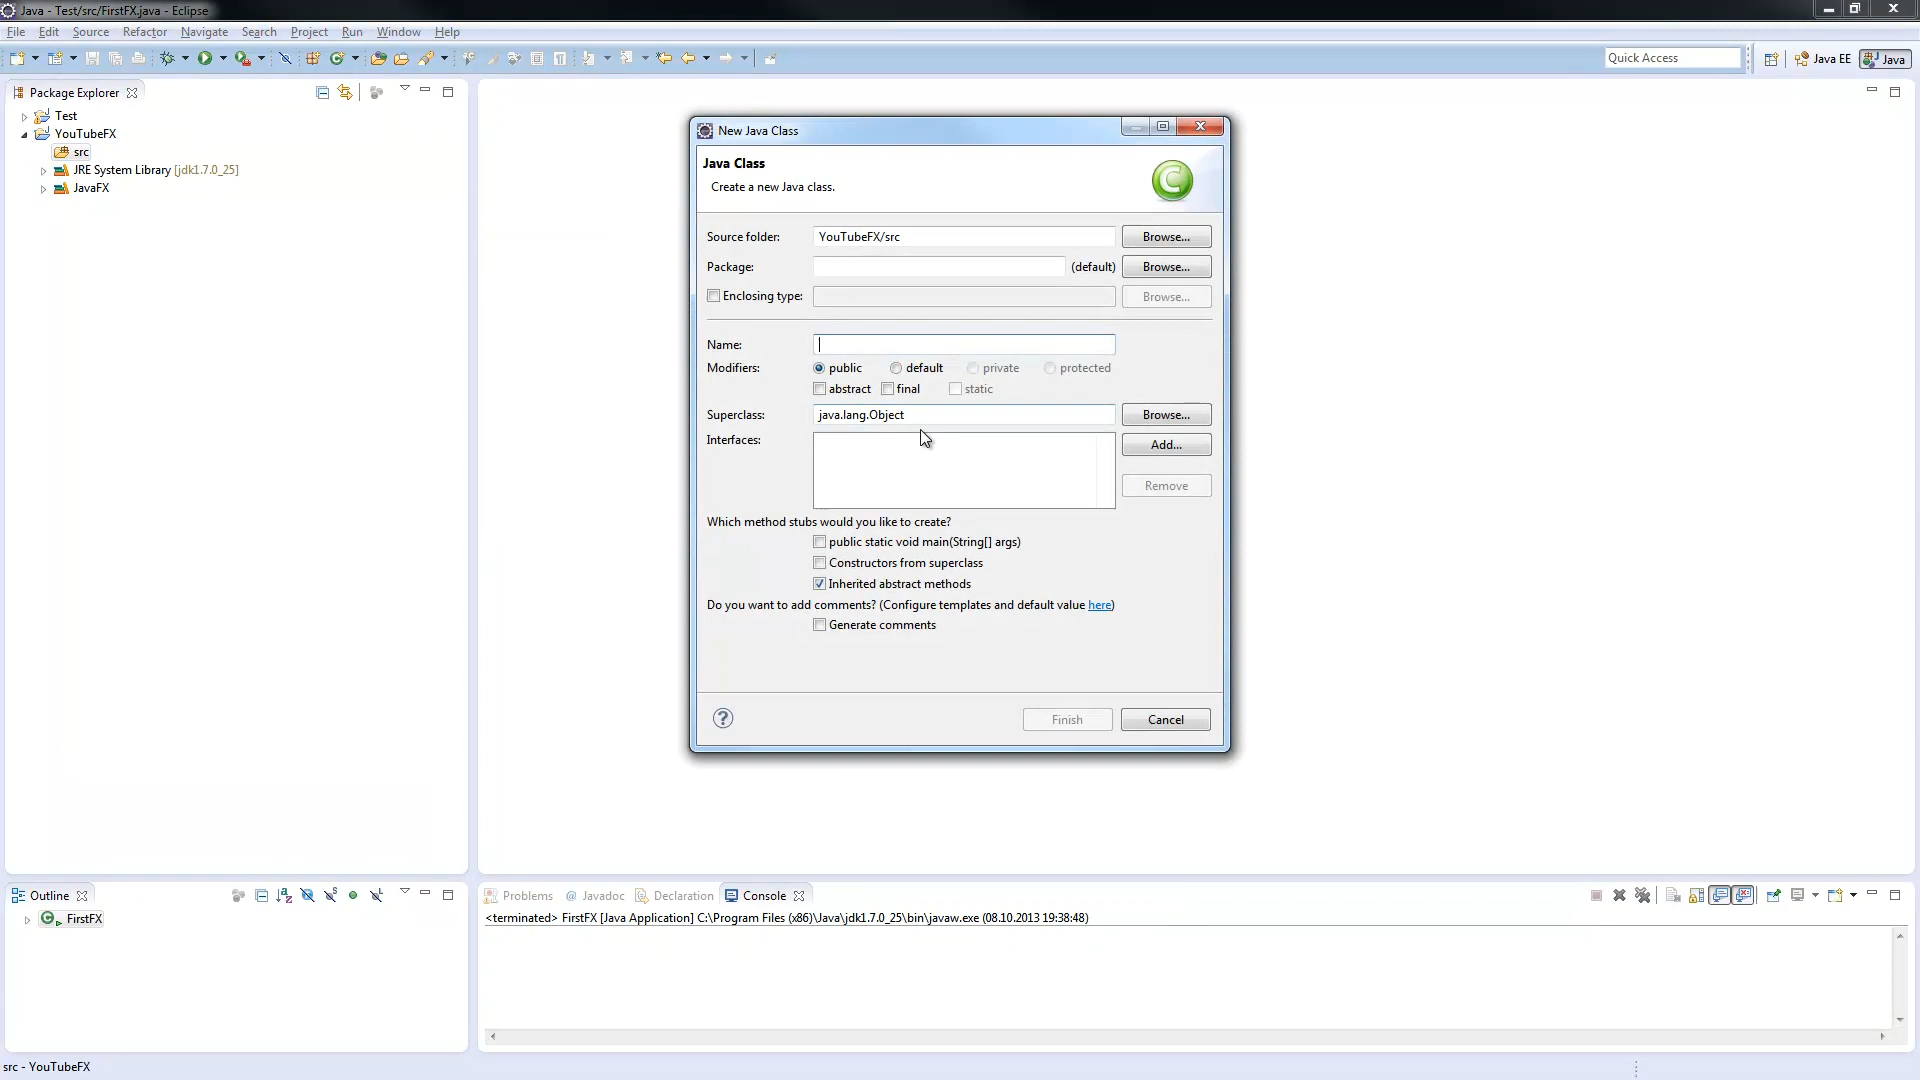 Java - Test/src/FirstFX.java - Eclipse
File Edit Source Refactor Navigate Search Project Run Window Help
Quick Access
Java EE
Java
Package Explorer
Test
YouTubeFX
src
JRE System Library [jdk1.7.0_25]
JavaFX
New Java Class
Java Class
Create a new Java class.
C
Source folder: YouTubeFX/src Browse...
Package: (default) Browse...
Enclosing type: Browse...
Name:
Modifiers: public default private protected
abstract final static
Superclass: java.lang.Object Browse...
Interfaces: Add...
Remove
Which method stubs would you like to create?
public static void main(String[] args)
Constructors from superclass
Inherited abstract methods
Do you want to add comments? (Configure templates and default value here)
Generate comments
? Finish Cancel
Outline
FirstFX
Problems @ Javadoc Declaration Console
<terminated> FirstFX [Java Application] C:\Program Files (x86)\Java\jdk1.7.0_25\bin\javaw.exe (08.10.2013 19:38:48)
src - YouTubeFX